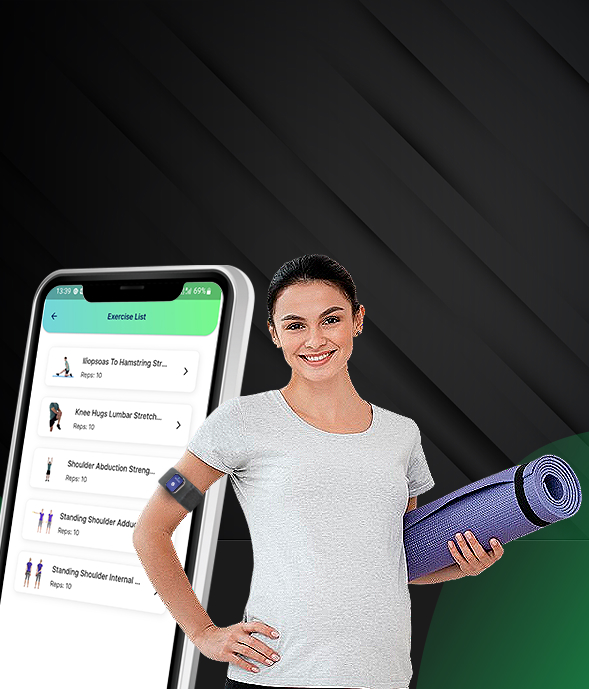 13:39
69%
Exercise List
Iliopsoas To Hamstring Str...
Reps: 10
Knee Hugs Lumbar Stretch...
Reps: 10
Shoulder Abduction Streng...
Reps: 10
Standing Shoulder Adduc
Reps: 10
Standing Shoulder Internal ...
Reps: 10